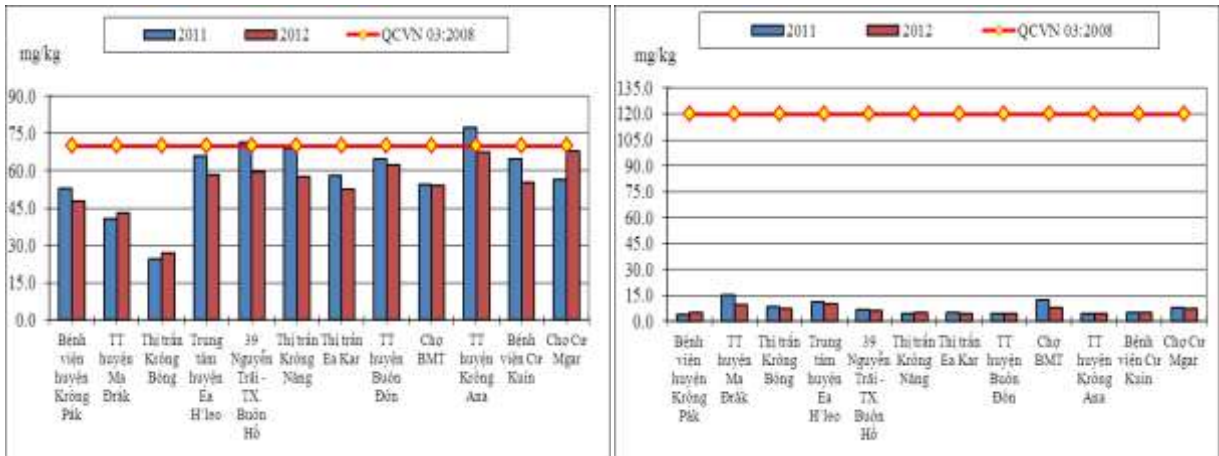 2011 2012 QCVN 03:2008
mg/kg
90.0
75.0
60.0
45.0
30.0
15.0
0.0
Bệnh viện huyện Krông Pắk
TT huyện Ma Đrăk
Thị trấn Krông Bông
Trung tâm huyện Ea H'leo
39 Nguyễn Trãi - TX Buôn Hồ
Thị trấn Krông Năng
Thị trấn Ea Kar
TT huyện Buôn Đôn
Chợ BMT
TT huyện Krông Ana
Bệnh viện Cư Kuin
Chợ Cư Mgar
2011 2012 QCVN 03:2008
mg/kg
135.0
120.0
105.0
90.0
75.0
60.0
45.0
30.0
15.0
0.0
Bệnh viện huyện Krông Pắk
TT huyện Ma Đrăk
Thị trấn Krông Bông
Trung tâm huyện Ea H'leo
39 Nguyễn Trãi - TX Buôn Hồ
Thị trấn Krông Năng
Thị trấn Ea Kar
TT huyện Buôn Đôn
Chợ BMT
TT huyện Krông Ana
Bệnh viện Cư Kuin
Chợ Cư Mgar